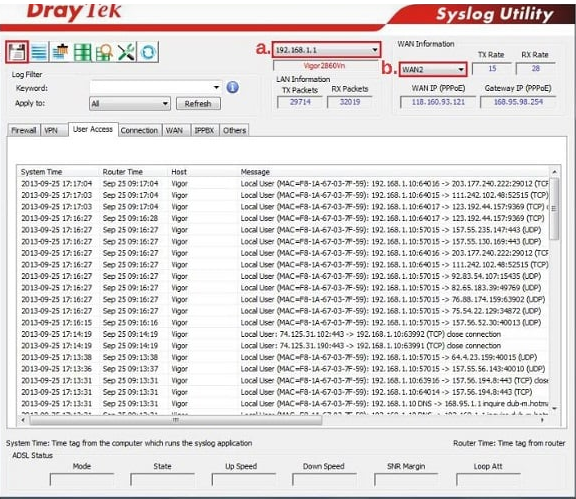 DrayTek
Syslog Utility
a. 192.168.1.1
Vigor2860Vn
WAN Information
TX Rate RX Rate
b. WAN2 15 28
Log Filter
Keyword:
Apply to: All Refresh
LAN Information
TX Packets RX Packets
29714 32019
WAN IP (PPPoE) Gateway IP (PPPoE)
118.160.93.121 168.95.98.254
Firewall VPN User Access Connection WAN IPPBX Others
System Time Router Time Host Message
2013-09-25 17:17:04 Sep 25 09:17:04 Vigor Local User (MAC=F8-1A-67-03-7F-59): 192.168.1.10:64016 -> 203.177.240.222:29012 (TCP)
2013-09-25 17:17:03 Sep 25 09:17:04 Vigor Local User (MAC=F8-1A-67-03-7F-59): 192.168.1.10:64015 -> 111.242.102.48:52515 (TCP)
2013-09-25 17:17:03 Sep 25 09:17:04 Vigor Local User (MAC=F8-1A-67-03-7F-59): 192.168.1.10:64017 -> 123.192.44.157:9369 (TCP)
2013-09-25 17:16:27 Sep 25 09:16:28 Vigor Local User (MAC=F8-1A-67-03-7F-59): 192.168.1.10:64017 -> 123.192.44.157:9369 (TCP)
2013-09-25 17:16:27 Sep 25 09:16:27 Vigor Local User (MAC=F8-1A-67-03-7F-59): 192.168.1.10:57015 -> 157.55.235.147:443 (UDP)
2013-09-25 17:16:27 Sep 25 09:16:27 Vigor Local User (MAC=F8-1A-67-03-7F-59): 192.168.1.10:57015 -> 157.55.130.169:443 (UDP)
2013-09-25 17:16:27 Sep 25 09:16:27 Vigor Local User (MAC=F8-1A-67-03-7F-59): 192.168.1.10:64016 -> 203.177.240.222:29012 (TCP)
2013-09-25 17:16:27 Sep 25 09:16:27 Vigor Local User (MAC=F8-1A-67-03-7F-59): 192.168.1.10:64015 -> 111.242.102.48:52515 (TCP)
2013-09-25 17:16:27 Sep 25 09:16:27 Vigor Local User (MAC=F8-1A-67-03-7F-59): 192.168.1.10:57015 -> 92.83.54.107:15435 (UDP)
2013-09-25 17:16:27 Sep 25 09:16:27 Vigor Local User (MAC=F8-1A-67-03-7F-59): 192.168.1.10:57015 -> 82.65.183.39:49769 (UDP)
2013-09-25 17:16:27 Sep 25 09:16:27 Vigor Local User (MAC=F8-1A-67-03-7F-59): 192.168.1.10:57015 -> 76.88.174.159:63902 (UDP)
2013-09-25 17:16:27 Sep 25 09:16:27 Vigor Local User (MAC=F8-1A-67-03-7F-59): 192.168.1.10:57015 -> 75.54.22.129:34872 (UDP)
2013-09-25 17:16:15 Sep 25 09:16:16 Vigor Local User (MAC=F8-1A-67-03-7F-59): 192.168.1.10:57015 -> 157.56.52.30:40013 (UDP)
2013-09-25 17:14:19 Sep 25 09:14:19 Vigor Local User: 74.125.31.102:443 -> 192.168.1.10:63992 (TCP) close connection
2013-09-25 17:14:19 Sep 25 09:14:19 Vigor Local User: 74.125.31.190:443 -> 192.168.1.10:63991 (TCP) close connection
2013-09-25 17:13:38 Sep 25 09:13:38 Vigor Local User (MAC=F8-1A-67-03-7F-59): 192.168.1.10:57015 -> 64.4.23.159:40015 (UDP)
2013-09-25 17:13:36 Sep 25 09:13:37 Vigor Local User (MAC=F8-1A-67-03-7F-59): 192.168.1.10:57015 -> 157.55.56.143:40010 (UDP)
2013-09-25 17:13:31 Sep 25 09:13:31 Vigor Local User (MAC=F8-1A-67-03-7F-59): 192.168.1.10:63916 -> 157.56.194.8:443 (TCP) close
2013-09-25 17:13:31 Sep 25 09:13:31 Vigor Local User (MAC=F8-1A-67-03-7F-59): 192.168.1.10:64014 -> 157.56.194.8:443 (TCP)
2013-09-25 17:13:31 Sep 25 09:13:31 Vigor Local User (MAC=F8-1A-67-03-7F-59): 192.168.1.10 DNS -> 168.95.1.1 inquire dub-m.hotma
System Time: Time tag from the computer which runs the syslog application Router Time: Time tag from router
ADSL Status
Mode State Up Speed Down Speed SNR Margin Loop Att